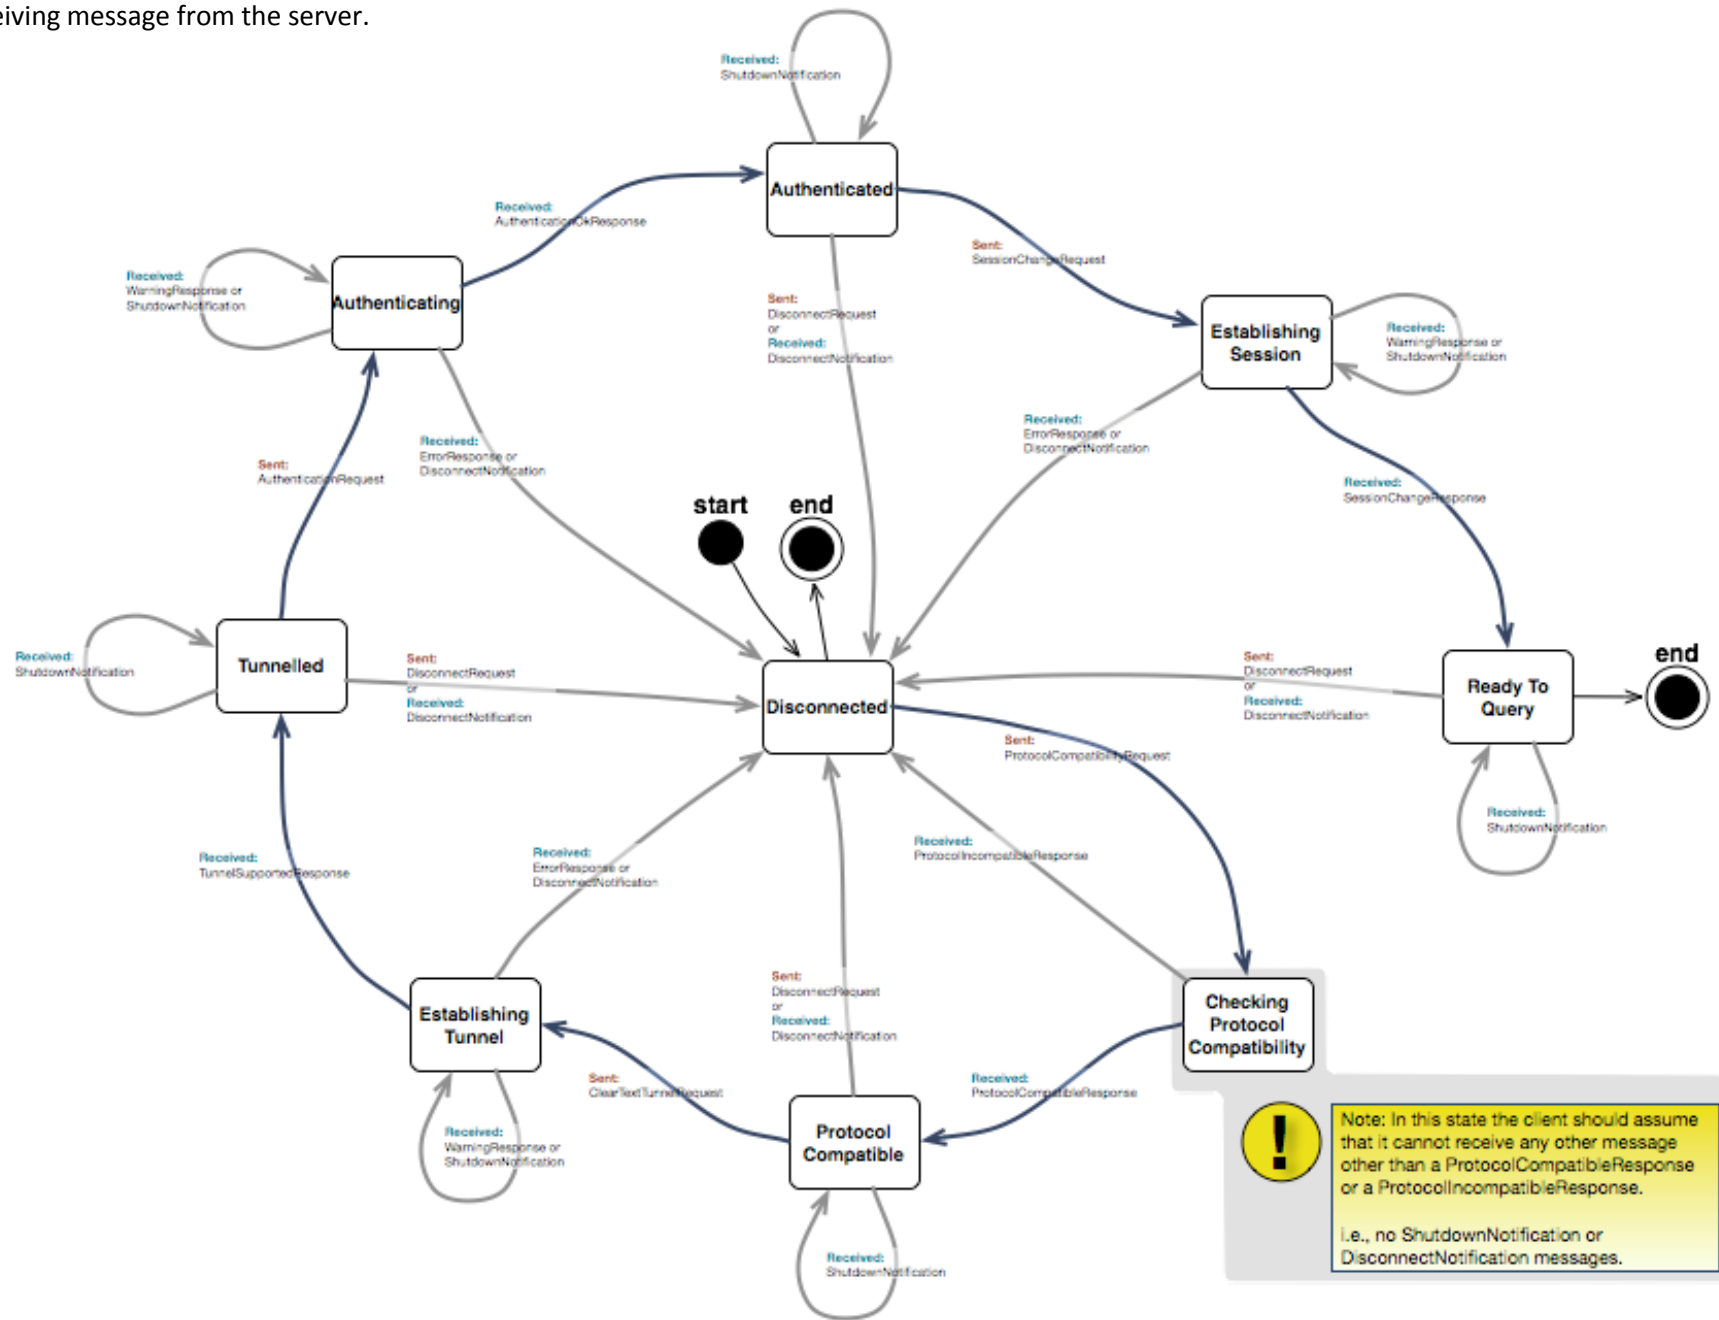 eiving message from the server.
Received:
ShutdownNotification
Authenticated
Received:
AuthenticationOkResponse
Sent:
SessionChangeRequest
Received:
WarningResponse or
ShutdownNotification
Authenticating
Sent:
DisconnectRequest
or
Received:
DisconnectNotification
Establishing
Session
Received:
WarningResponse or
ShutdownNotification
Received:
ErrorResponse or
DisconnectNotification
Received:
ErrorResponse or
DisconnectNotification
Sent:
AuthenticationRequest
Received:
SessionChangeResponse
start
end
Received:
ShutdownNotification
Tunnelled
Sent:
DisconnectRequest
or
Received:
DisconnectNotification
Disconnected
Sent:
DisconnectRequest
or
Received:
DisconnectNotification
Ready To
Query
end
Sent:
ProtocolCompatibilityRequest
Received:
ShutdownNotification
Received:
TunnelSupportedResponse
Received:
ErrorResponse or
DisconnectNotification
Received:
ProtocolIncompatibleResponse
Sent:
DisconnectRequest
or
Received:
DisconnectNotification
Establishing
Tunnel
Checking
Protocol
Compatibility
Sent:
ClearTextTunnelRequest
Received:
ProtocolCompatibleResponse
Received:
WarningResponse or
ShutdownNotification
Protocol
Compatible
Received:
ShutdownNotification
!
Note: In this state the client should assume
that it cannot receive any other message
other than a ProtocolCompatibleResponse
or a ProtocolIncompatibleResponse.
i.e., no ShutdownNotification or
DisconnectNotification messages.